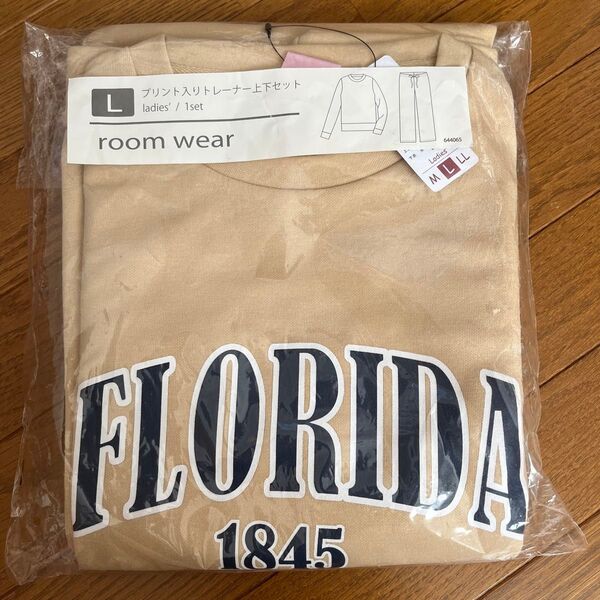 L
プリント入りトレーナー上下セット
ladies' / 1set
room wear
644065
Ladies
M L LL
FLORIDA
1845